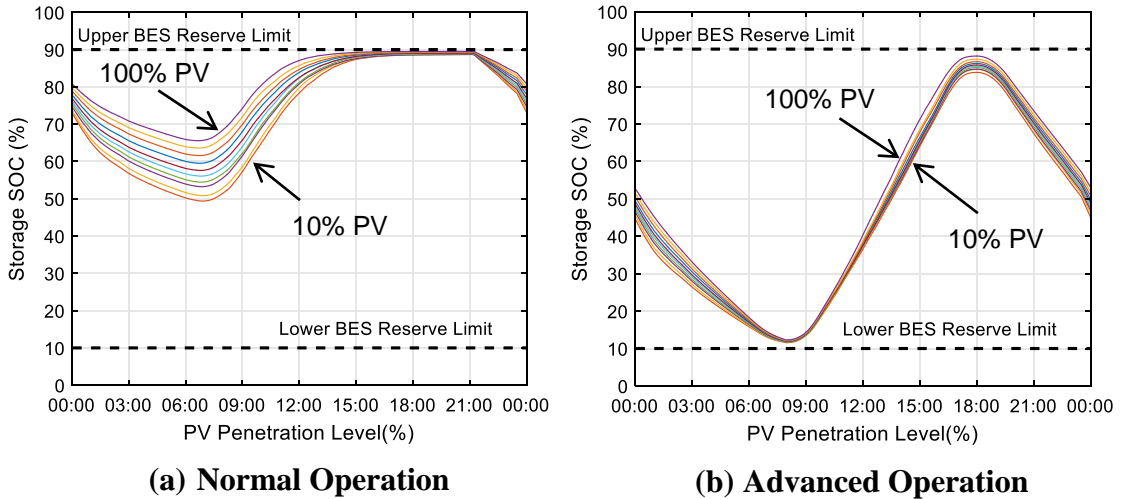 100
90
80
70
60
50
40
30
20
10
0
Storage SOC (%)
Upper BES Reserve Limit
100% PV
10% PV
Lower BES Reserve Limit
00:00 03:00 06:00 09:00 12:00 15:00 18:00 21:00 00:00
PV Penetration Level(%)
(a) Normal Operation
100
90
80
70
60
50
40
30
20
10
0
Storage SOC (%)
Upper BES Reserve Limit
100% PV
10% PV
Lower BES Reserve Limit
00:00 03:00 06:00 09:00 12:00 15:00 18:00 21:00 00:00
PV Penetration Level(%)
(b) Advanced Operation